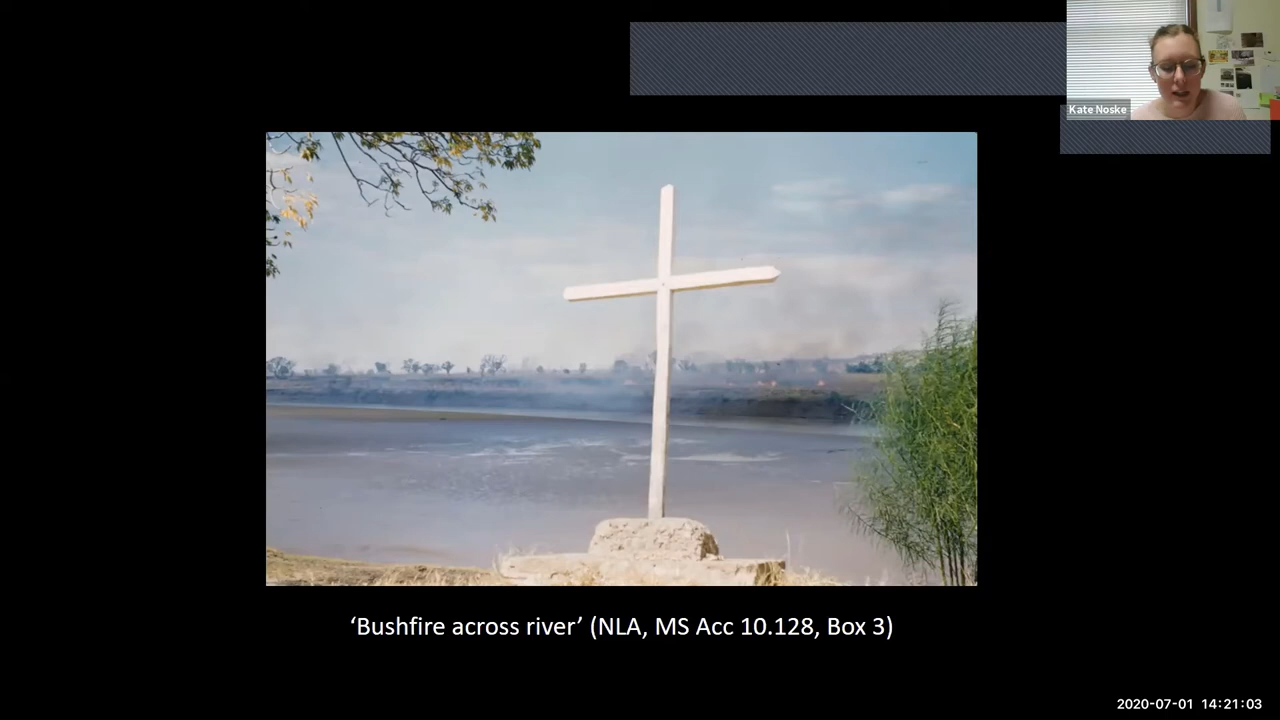 Kate Noske
‘Bushfire across river’ (NLA, MS Acc 10.128, Box 3)
2020-07-01 14:21:03